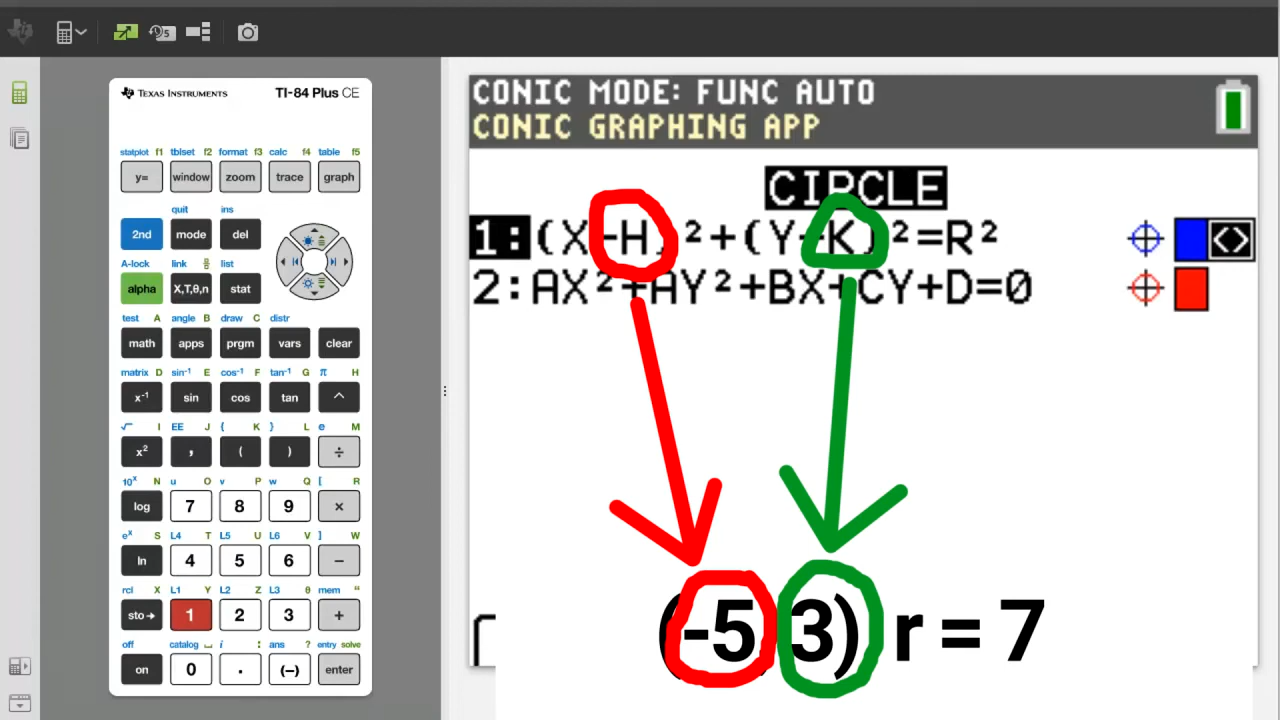 TEXAS INSTRUMENTS TI-84 Plus CE
statplot f1 tblset f2 format f3 calc f4 table f5
y= window zoom trace graph
quit ins
2nd mode del
A-lock link list
alpha X,T,θ,n stat
test A angle B draw C distr
math apps prgm vars clear
matrix D sin⁻¹ E cos⁻¹ F tan⁻¹ G π H
x⁻¹ sin cos tan ^
√ I EE J { K } L e M
x² , ( ) ÷
10ˣ N u O v P w Q [ R
log 7 8 9 ×
eˣ S L4 T L5 U L6 V ] W
ln 4 5 6 −
rcl X L1 Y L2 Z L3 θ mem "
sto→ 1 2 3 +
off catalog ⎵ i : ans ? entry solve
on 0 . (−) enter
CONIC MODE: FUNC AUTO
CONIC GRAPHING APP
CIRCLE
1:(X-H)²+(Y-K)²=R²
2:AX²+AY²+BX+CY+D=0
(-5, 3) r = 7